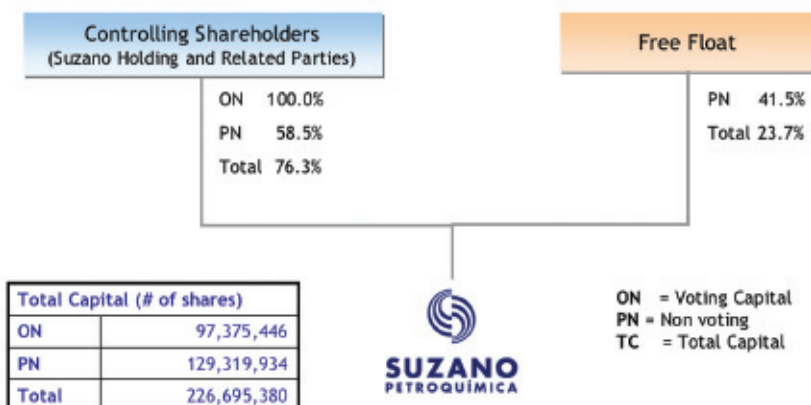 Controlling Shareholders
(Suzano Holding and Related Parties)
Free Float
ON 100.0%
PN 58.5%
Total 76.3%
PN 41.5%
Total 23.7%
Total Capital (# of shares)
ON 97,375,446
PN 129,319,934
Total 226,695,380
SUZANO
PETROQUÍMICA
ON = Voting Capital
PN = Non voting
TC = Total Capital